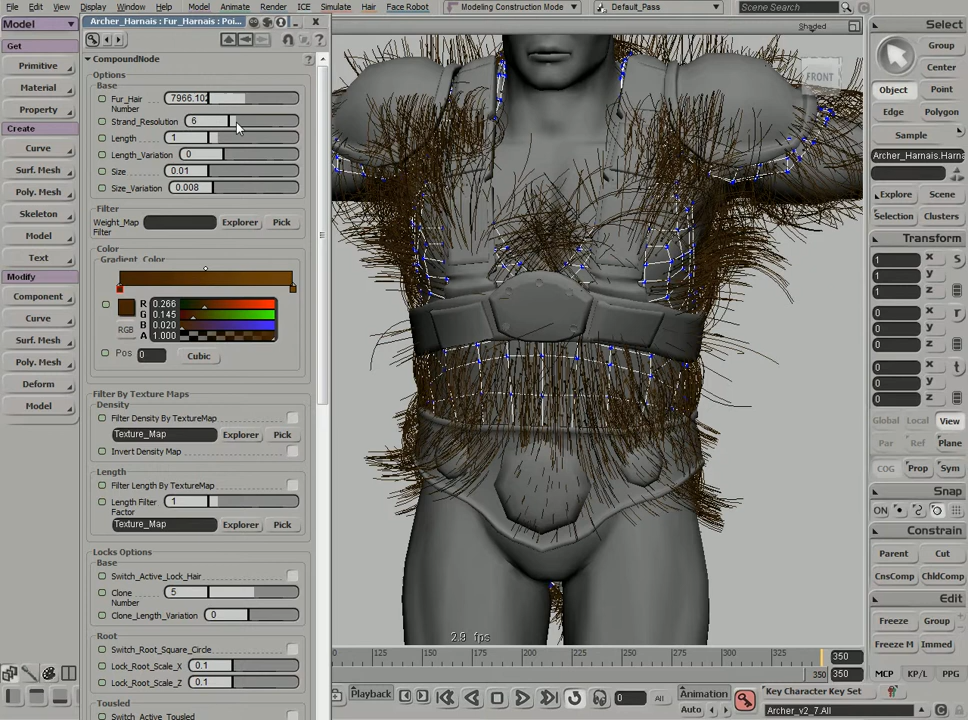 File Edit Display Model Animate Render ICE Simulate Hair Face Robot Modeling Construction Mode Default_Pass Scene Search
Model
Get
Primitive
Material
Property
Create
Curve
Surf. Mesh
Poly. Mesh
Skeleton
Model
Text
Modify
Component
Curve
Surf. Mesh
Poly. Mesh
Deform
Model
Archer_Harnais: Fur_Harnais : Poi...
CompoundNode
Options
Base
Fur_Hair Number 7966.102
Strand_Resolution 6
Length 1
Length_Variation 0
Size 0.01
Size_Variation 0.008
Filter
Weight_Map Filter Explorer Pick
Color
Gradient_Color
R 0.266
G 0.145
RGB B 0.020
A 1.000
Pos 0 Cubic
Filter By Texture Maps
Density
Filter Density By TextureMap
Texture_Map Explorer Pick
Invert Density Map
Length
Filter Length By TextureMap
Length Filter Factor 1
Texture_Map Explorer Pick
Locks Options
Base
Switch_Active_Lock_Hair
Clone Number 5
Clone_Length_Variation 0
Root
Switch_Root_Square_Circle
Lock_Root_Scale_X 0.1
Lock_Root_Scale_Z 0.1
Tousled
Switch_Active_Tousled
Shaded
FRONT
2.9 fps
0 125 150 175 200 225 250 275 300 325 350
350 350
Playback 0 All Animation
Auto
Key Character Key Set
Archer_v2_7.All
Select
Group
Center
Object
Edge Point Polygon
Sample
Archer_Harnais.Harna
Explore Scene
Selection Clusters
Transform
1 x s
1 y
1 z
0 x r
0 y
0 z
0 x t
0 y
0 z
Global Local View
Par Ref Plane
COG Prop Sym
Snap
ON
Constrain
Parent Cut
CnsComp ChldComp
Edit
Freeze Group
Freeze M Immed
MCP KP/L PPG